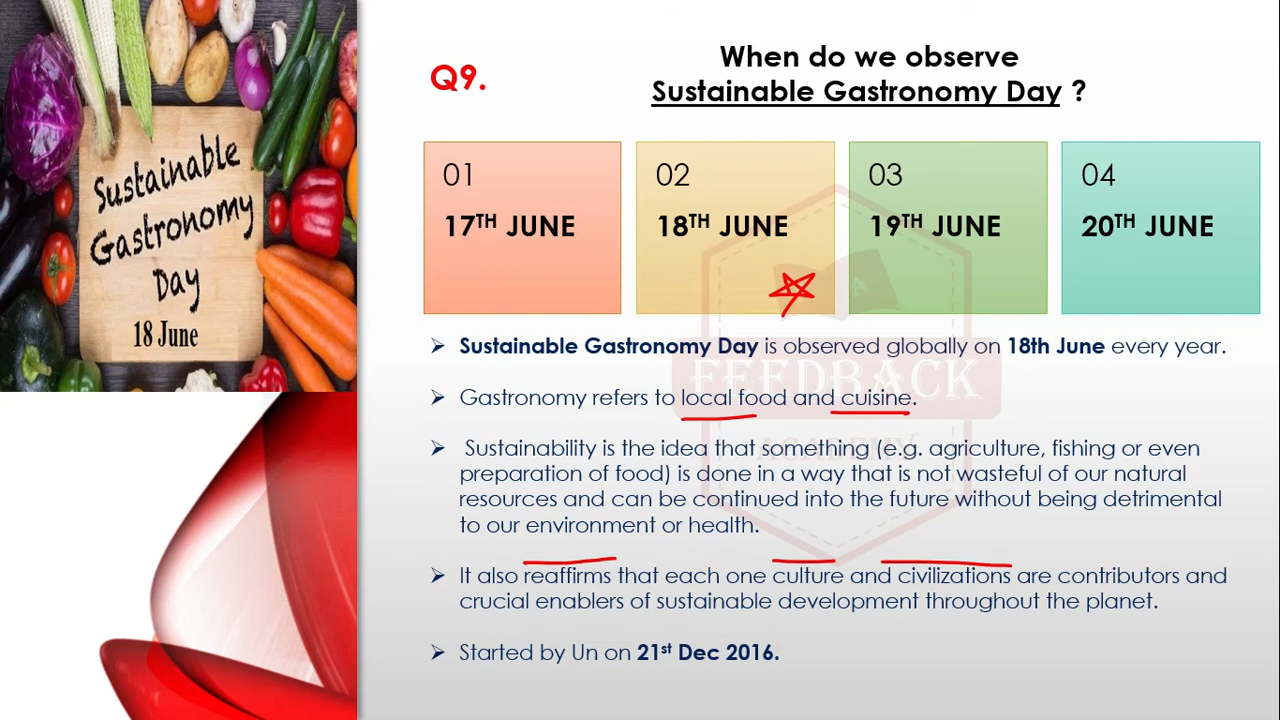 Sustainable
Gastronomy
Day
18 June
Q9.
When do we observe
Sustainable Gastronomy Day ?
01
17TH JUNE
02
18TH JUNE
03
19TH JUNE
04
20TH JUNE
FEEDBACK
ACADEMY
➢ Sustainable Gastronomy Day is observed globally on 18th June every year.
➢ Gastronomy refers to local food and cuisine.
➢ Sustainability is the idea that something (e.g. agriculture, fishing or even
preparation of food) is done in a way that is not wasteful of our natural
resources and can be continued into the future without being detrimental
to our environment or health.
➢ It also reaffirms that each one culture and civilizations are contributors and
crucial enablers of sustainable development throughout the planet.
➢ Started by Un on 21st Dec 2016.